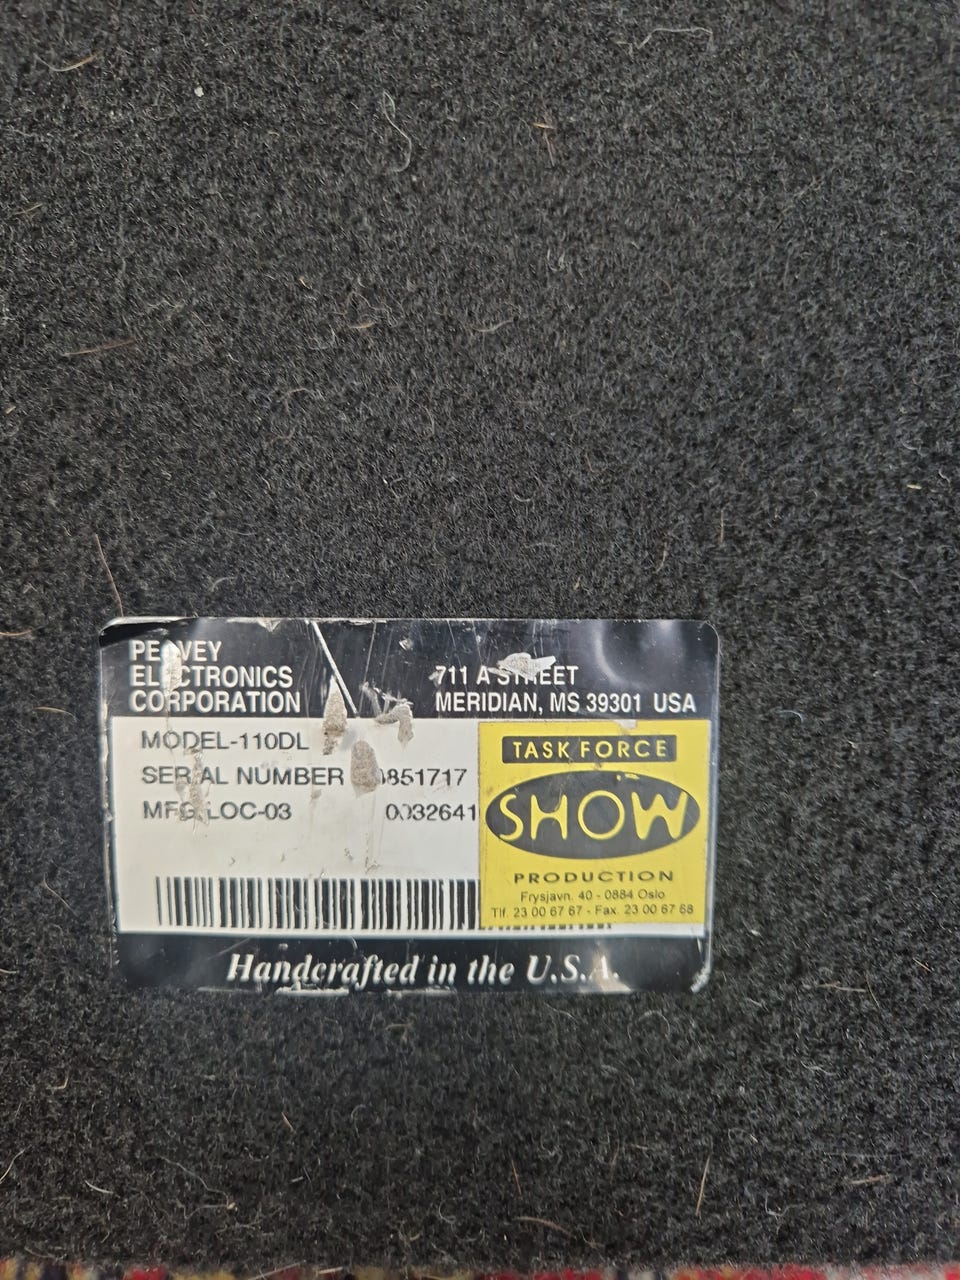 PEAVEY
ELECTRONICS
CORPORATION
711 A STREET
MERIDIAN, MS 39301 USA
MODEL-110DL
SERIAL NUMBER
MFG LOC-03 0032641
TASK FORCE
SHOW
PRODUCTION
Frysjavn. 40 - 0884 Oslo
Tlf. 23 00 67 67 - Fax. 23 00 67 68
Handcrafted in the U.S.A.